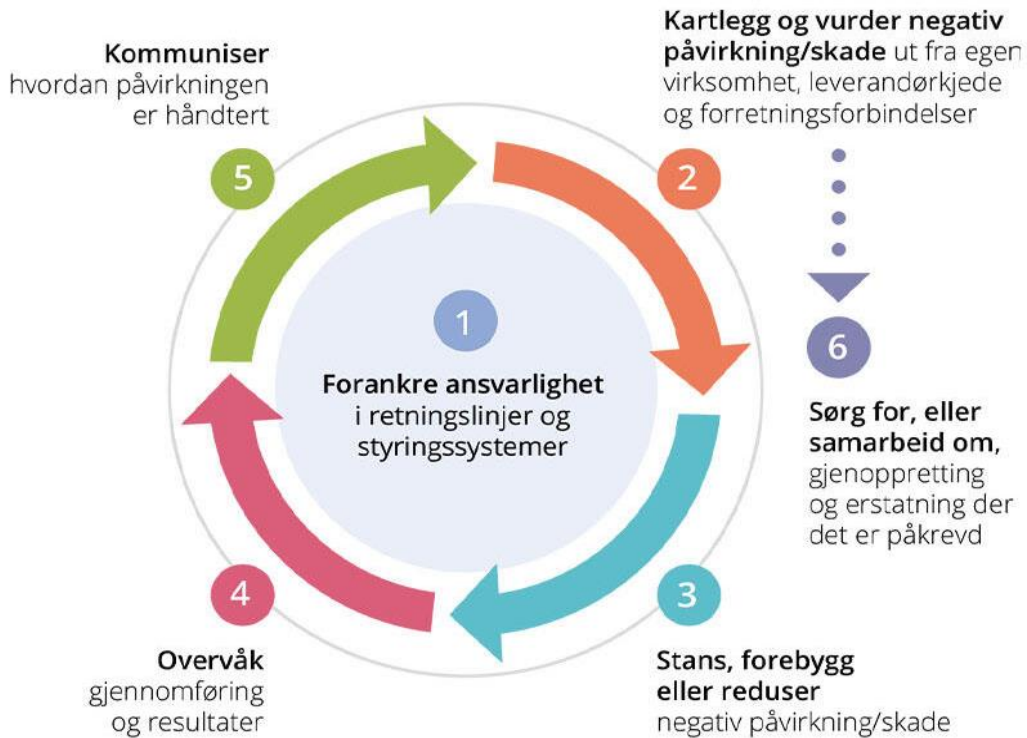 1
Forankre ansvarlighet
i retningslinjer og
styringssystemer
2
Kartlegg og vurder negativ
påvirkning/skade ut fra egen
virksomhet, leverandørkjede
og forretningsforbindelser
3
Stans, forebygg
eller reduser
negativ påvirkning/skade
4
Overvåk
gjennomføring
og resultater
5
Kommuniser
hvordan påvirkningen
er håndtert
6
Sørg for, eller
samarbeid om,
gjenoppretting
og erstatning der
det er påkrevd